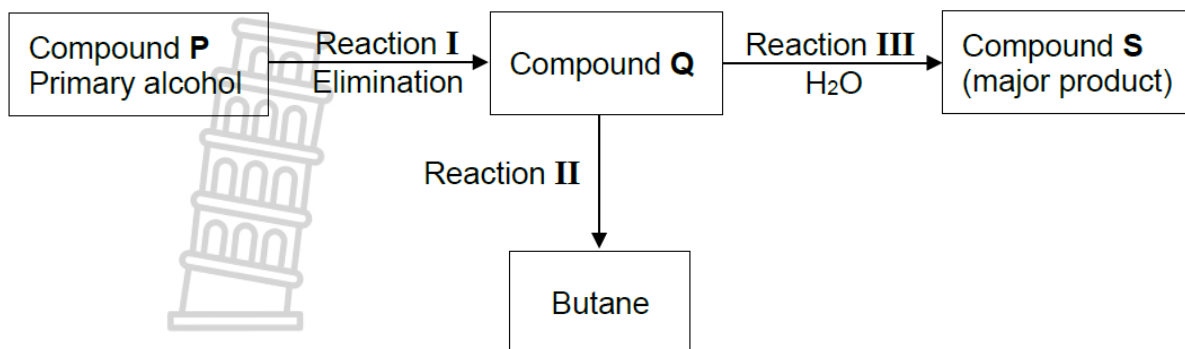 Compound P
Primary alcohol
Reaction I
Elimination
Compound Q
Reaction III
H₂O
Compound S
(major product)
Reaction II
Butane